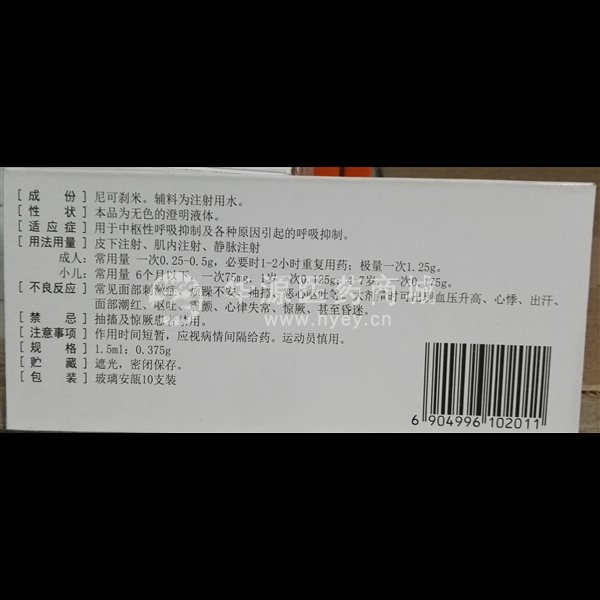 [成 份] 尼可刹米。辅料为注射用水。
[性 状] 本品为无色的澄明液体。
[适应症] 用于中枢性呼吸抑制及各种原因引起的呼吸抑制。
[用法用量] 皮下注射、肌内注射、静脉注射
成人: 常用量 一次0.25-0.5g,必要时1-2小时重复用药;极量一次1.25g。
小儿: 常用量 6个月以下,一次75mg;1岁,一次0.125g;4-7岁,一次0.175g。
[不良反应] 常见面部刺激症、烦躁不安、抽搐、恶心呕吐等。大剂量时可出现血压升高、心悸、出汗、
面部潮红、呕吐、震颤、心律失常、惊厥、甚至昏迷。
[禁 忌] 抽搐及惊厥患者禁用。
[注意事项] 作用时间短暂,应视病情间隔给药。运动员慎用。
[规 格] 1.5ml:0.375g
[贮 藏] 遮光,密闭保存。
[包 装] 玻璃安瓿10支装
6 904996 102011
华源医药商城
www.hyey.cn